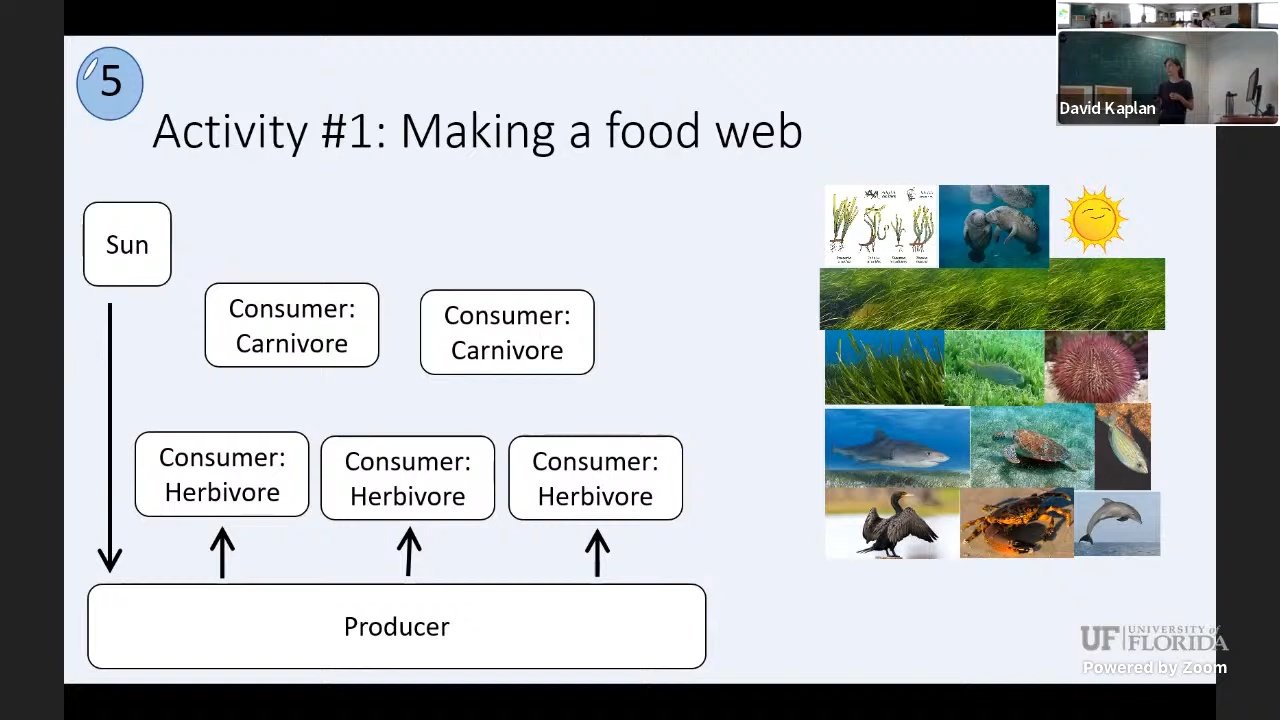 5
Activity #1: Making a food web
David Kaplan
Sun
Consumer:
Carnivore
Consumer:
Carnivore
Consumer:
Herbivore
Consumer:
Herbivore
Consumer:
Herbivore
Producer
UF UNIVERSITY of
FLORIDA
Powered by Zoom